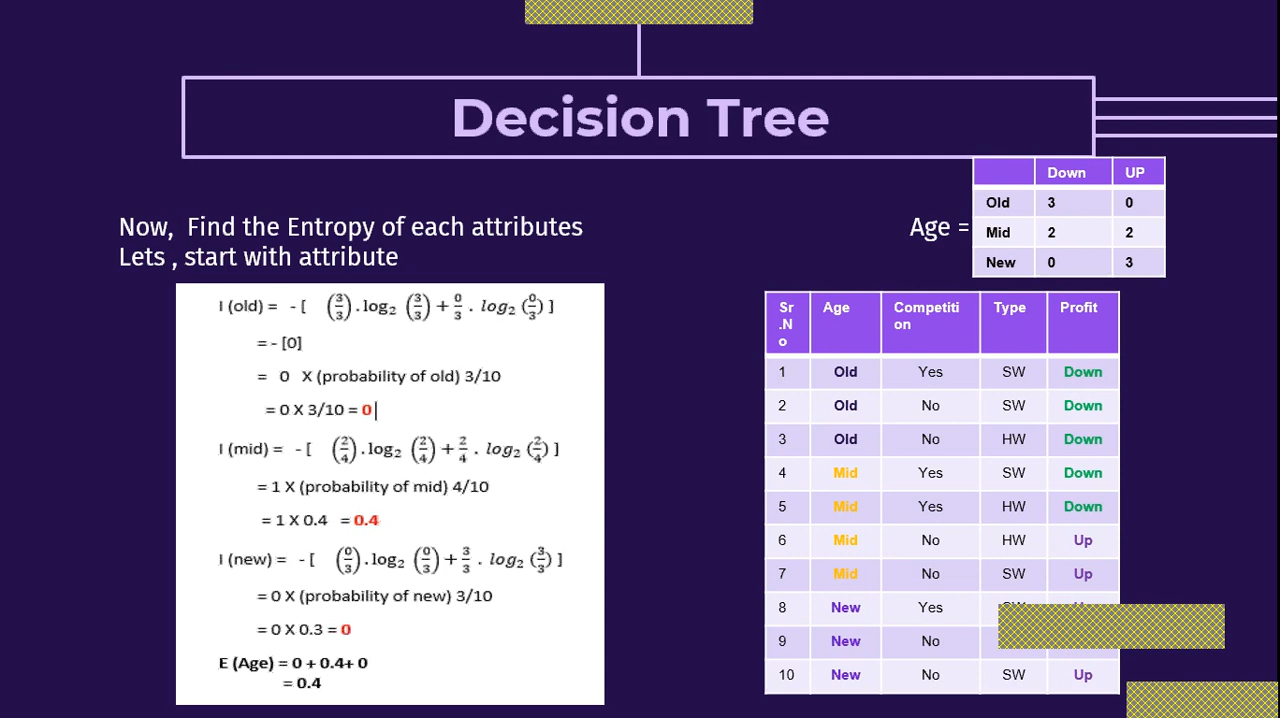 Decision Tree
Now, Find the Entropy of each attributes
Lets , start with attribute
Age =
Down UP
Old 3 0
Mid 2 2
New 0 3
I (old) = - [ (3/3) . log₂ (3/3) + 0/3 . log₂ (0/3) ]
= - [0]
= 0 X (probability of old) 3/10
= 0 X 3/10 = 0
I (mid) = - [ (2/4) . log₂ (2/4) + 2/4 . log₂ (2/4) ]
= 1 X (probability of mid) 4/10
= 1 X 0.4 = 0.4
I (new) = - [ (0/3) . log₂ (0/3) + 3/3 . log₂ (3/3) ]
= 0 X (probability of new) 3/10
= 0 X 0.3 = 0
E (Age) = 0 + 0.4+ 0
= 0.4
Sr.No Age Competition Type Profit
1 Old Yes SW Down
2 Old No SW Down
3 Old No HW Down
4 Mid Yes SW Down
5 Mid Yes HW Down
6 Mid No HW Up
7 Mid No SW Up
8 New Yes
9 New No
10 New No SW Up